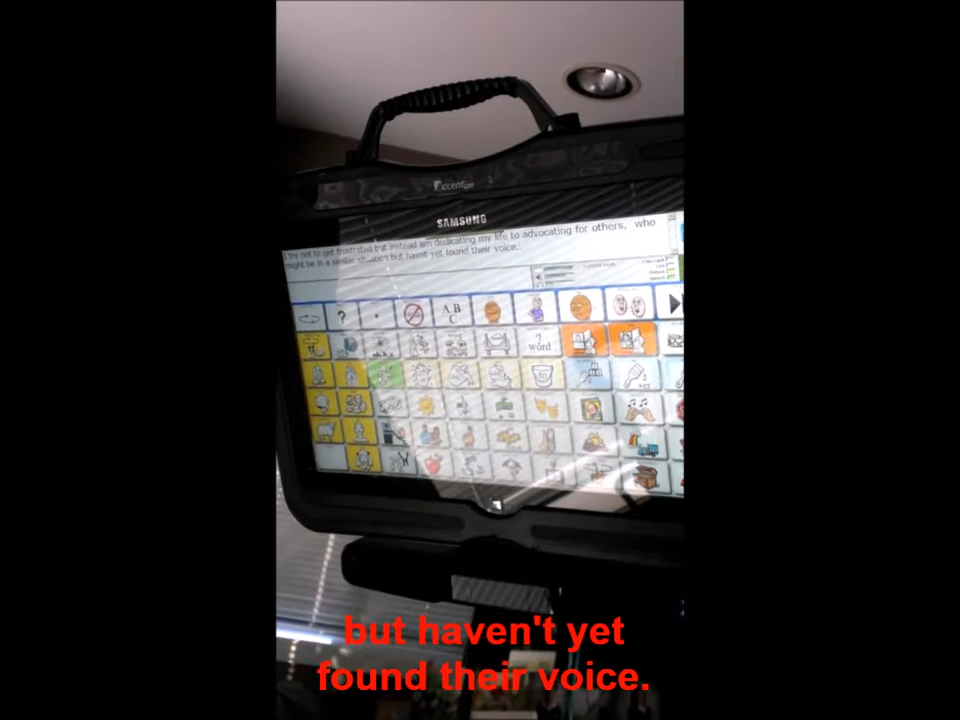 Accent
SAMSUNG
I try not to get frustrated but instead am dedicating my life to advocating for others, who
might be in a similar situation but havnt yet found their voice.
?
A B
C
?
word
but haven't yet
found their voice.